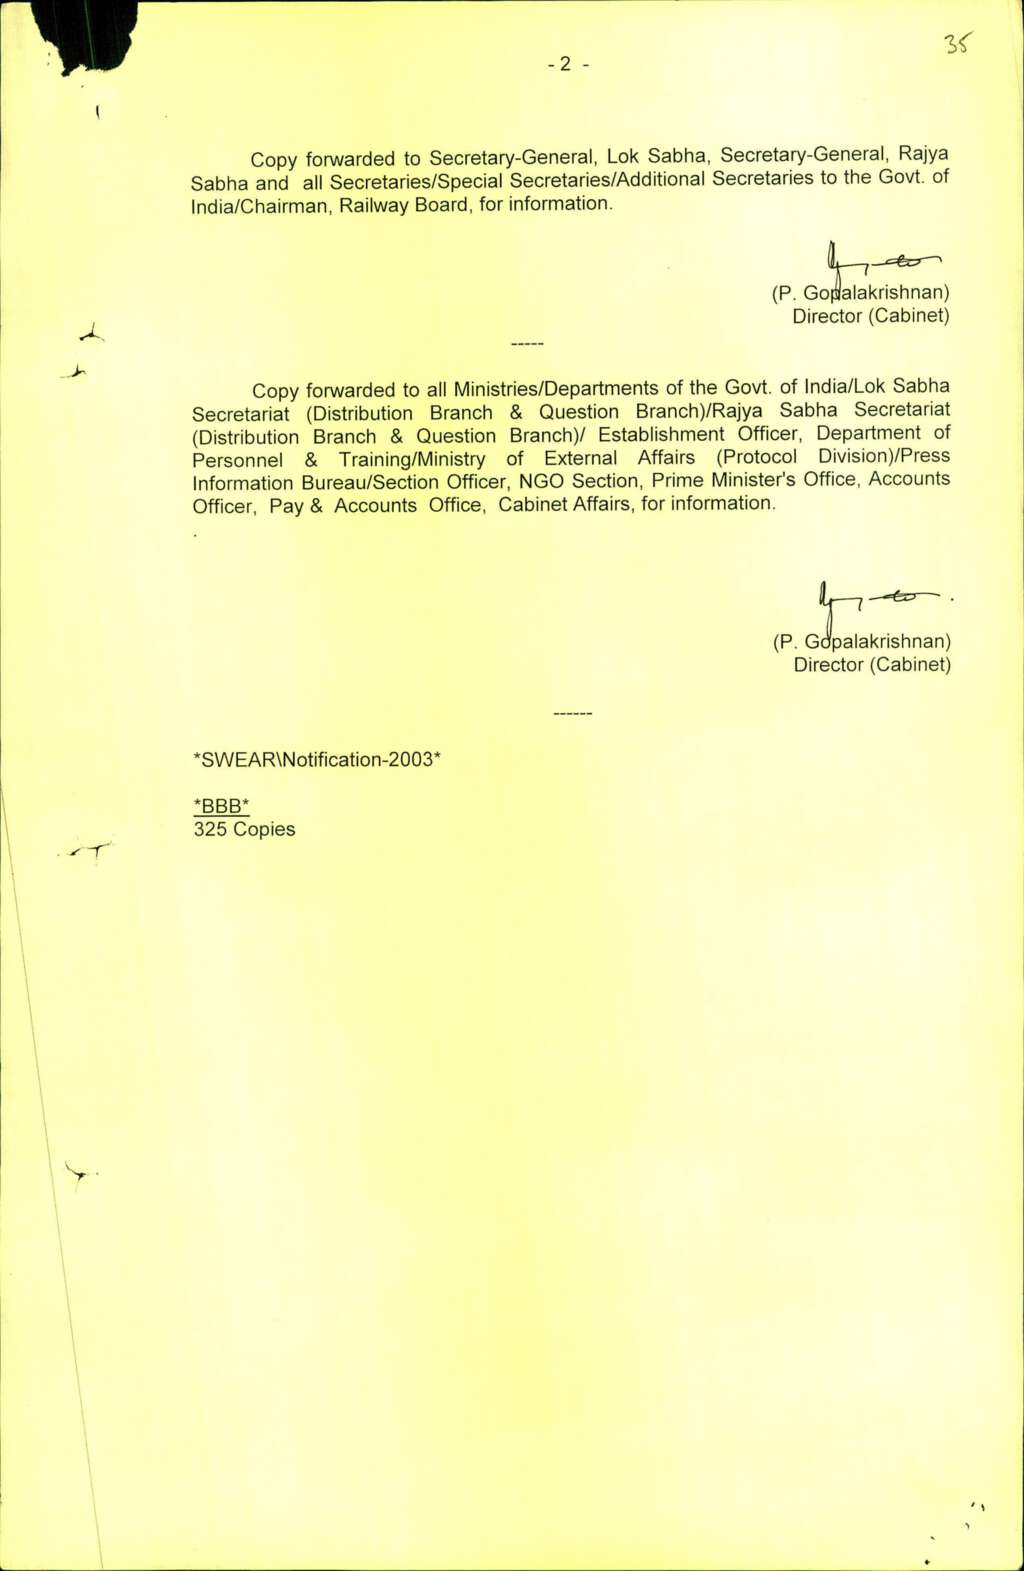 35
- 2 -
Copy forwarded to Secretary-General, Lok Sabha, Secretary-General, Rajya
Sabha and all Secretaries/Special Secretaries/Additional Secretaries to the Govt. of
India/Chairman, Railway Board, for information.
(P. Gopalakrishnan)
Director (Cabinet)
-----
Copy forwarded to all Ministries/Departments of the Govt. of India/Lok Sabha
Secretariat (Distribution Branch & Question Branch)/Rajya Sabha Secretariat
(Distribution Branch & Question Branch)/ Establishment Officer, Department of
Personnel & Training/Ministry of External Affairs (Protocol Division)/Press
Information Bureau/Section Officer, NGO Section, Prime Minister's Office, Accounts
Officer, Pay & Accounts Office, Cabinet Affairs, for information.
(P. Gopalakrishnan)
Director (Cabinet)
------
*SWEAR\Notification-2003*
*BBB*
325 Copies